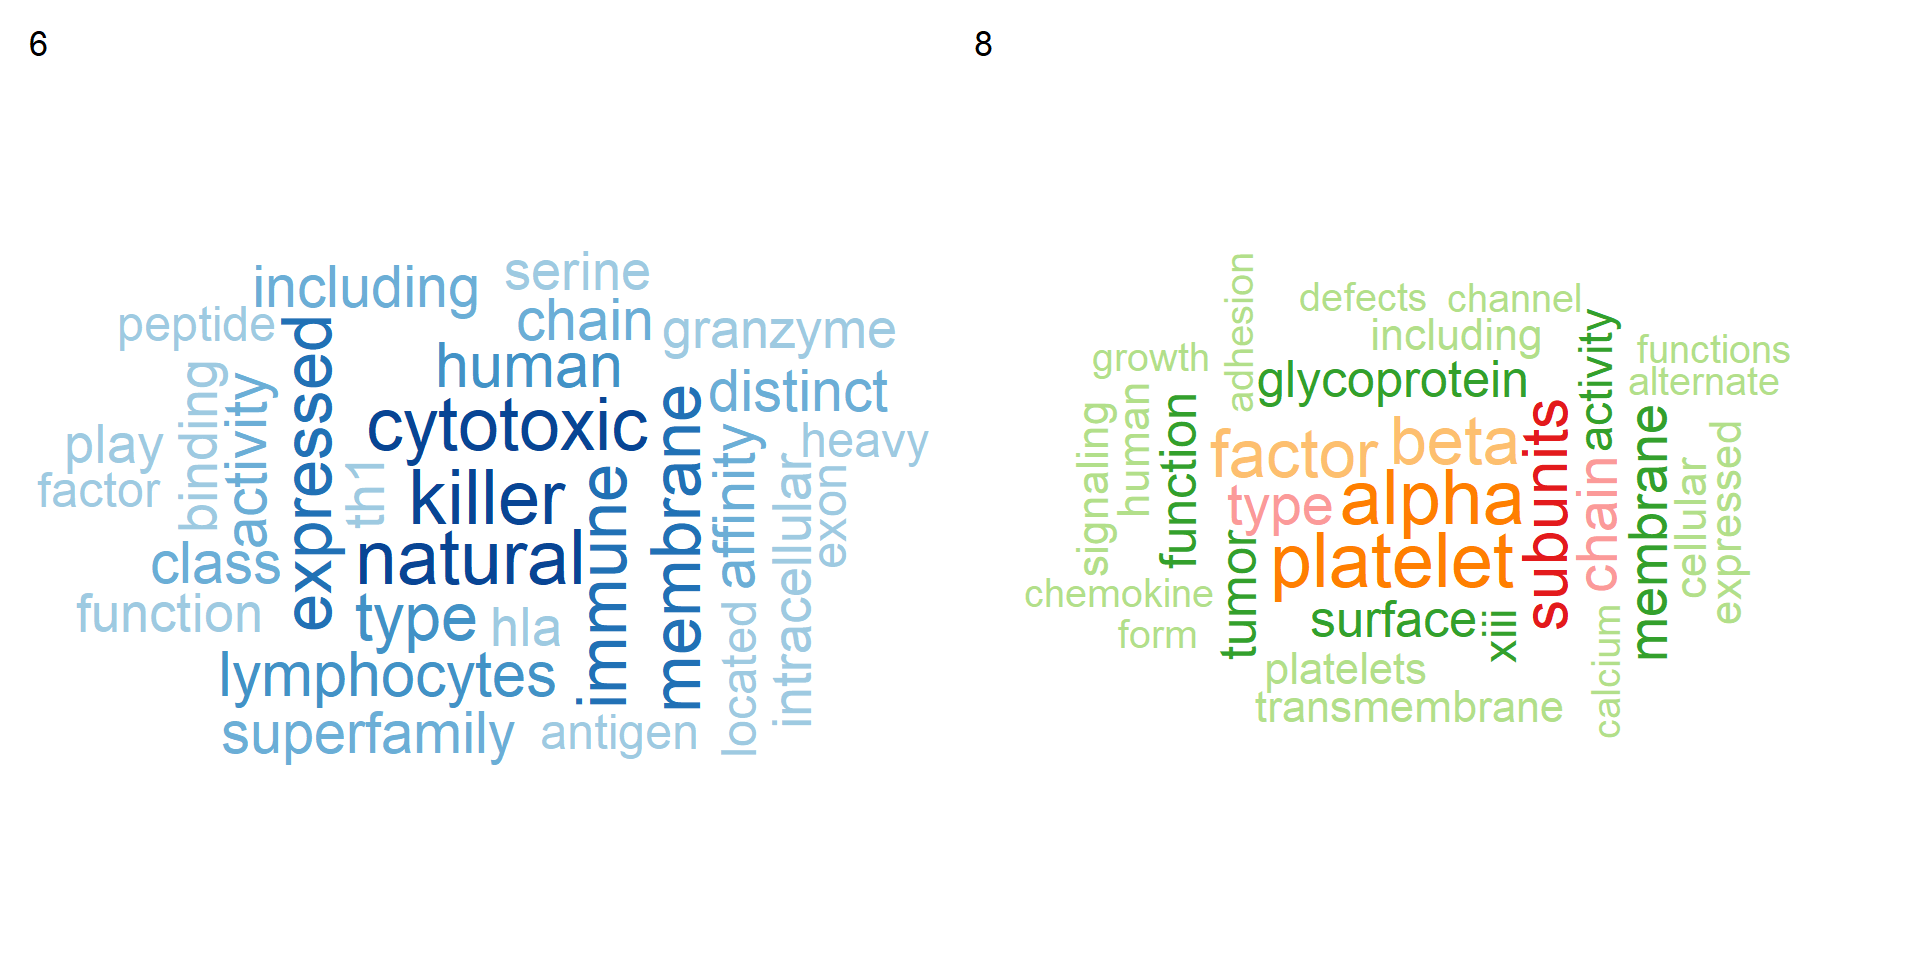 6
serine
including
chain
peptide
granzyme
human
distinct
expressed
cytotoxic
membrane
heavy
play
binding
activity
affinity
factor
th1
killer
immune
intracellular
exon
natural
class
function
type
hla
located
lymphocytes
superfamily
antigen
8
adhesion
defects
channel
including
activity
functions
growth
alternate
glycoprotein
human
function
signaling
factor
beta
subunits
membrane
expressed
cellular
chain
type
alpha
platelet
tumor
chemokine
surface
xiii
form
calcium
platelets
transmembrane